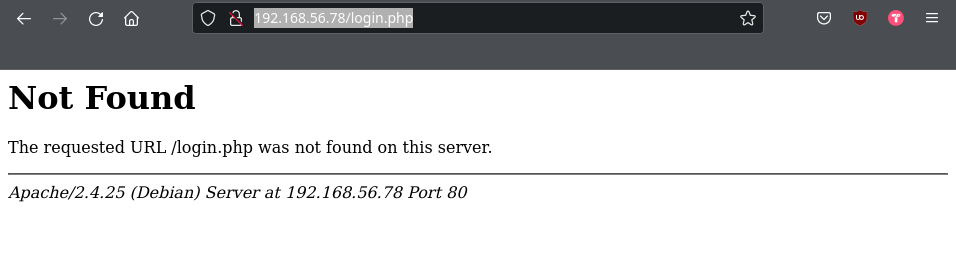 192.168.56.78/login.php
Not Found
The requested URL /login.php was not found on this server.
Apache/2.4.25 (Debian) Server at 192.168.56.78 Port 80